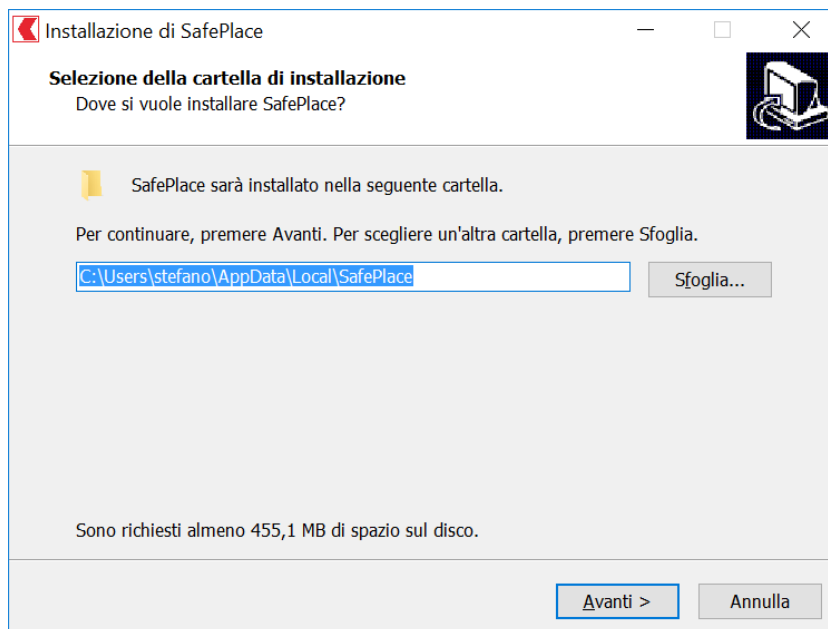 Installazione di SafePlace
Selezione della cartella di installazione
Dove si vuole installare SafePlace?
SafePlace sarà installato nella seguente cartella.
Per continuare, premere Avanti. Per scegliere un'altra cartella, premere Sfoglia.
C:\Users\stefano\AppData\Local\SafePlace
Sfoglia...
Sono richiesti almeno 455,1 MB di spazio sul disco.
Avanti >
Annulla